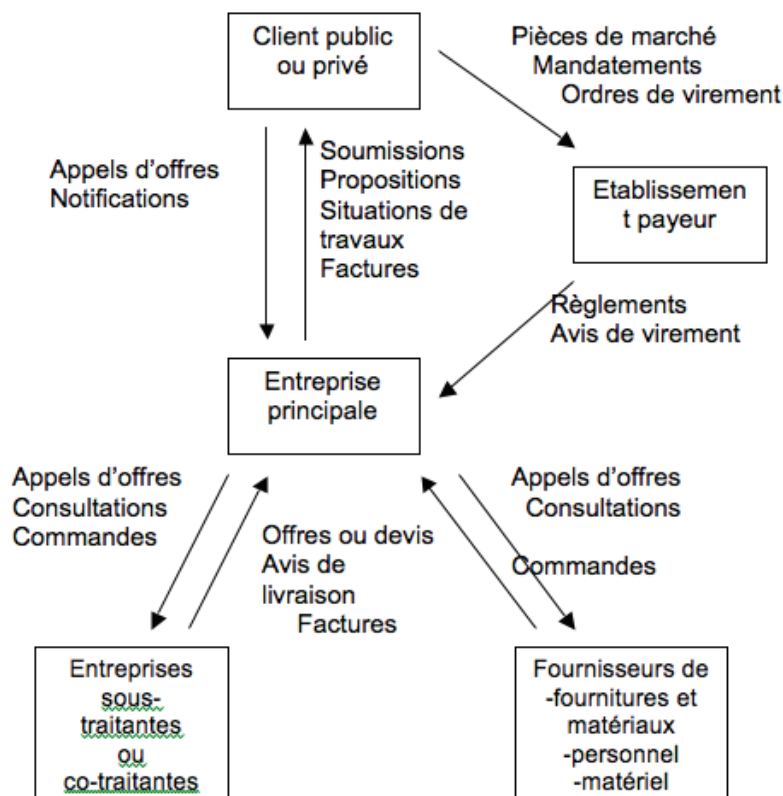 Client public
ou privé
Pièces de marché
Mandatements
Ordres de virement
Appels d'offres
Notifications
Soumissions
Propositions
Situations de
travaux
Factures
Etablissemen
t payeur
Règlements
Avis de virement
Entreprise
principale
Appels d'offres
Consultations
Commandes
Offres ou devis
Avis de
livraison
Factures
Appels d'offres
Consultations
Commandes
Entreprises
sous-
traitantes
ou
co-traitantes
Fournisseurs de
-fournitures et
matériaux
-personnel
-matériel